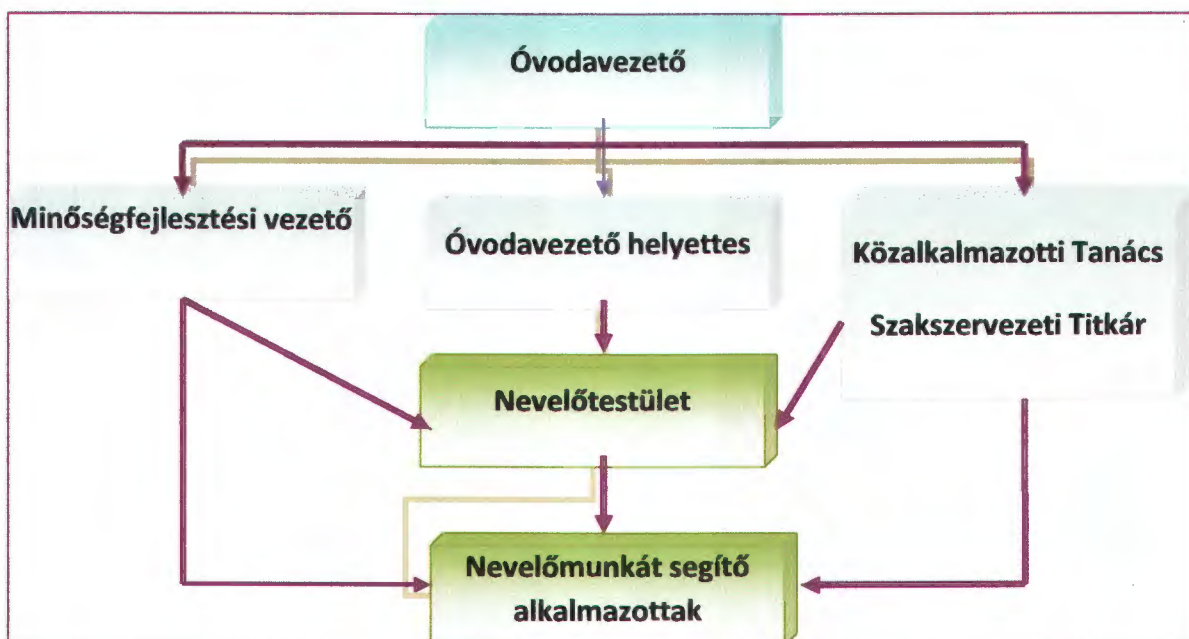 Óvodavezető
Minőségfejlesztési vezető
Óvodavezető helyettes
Közalkalmazotti Tanács
Szakszervezeti Titkár
Nevelőtestület
Nevelőmunkát segítő
alkalmazottak